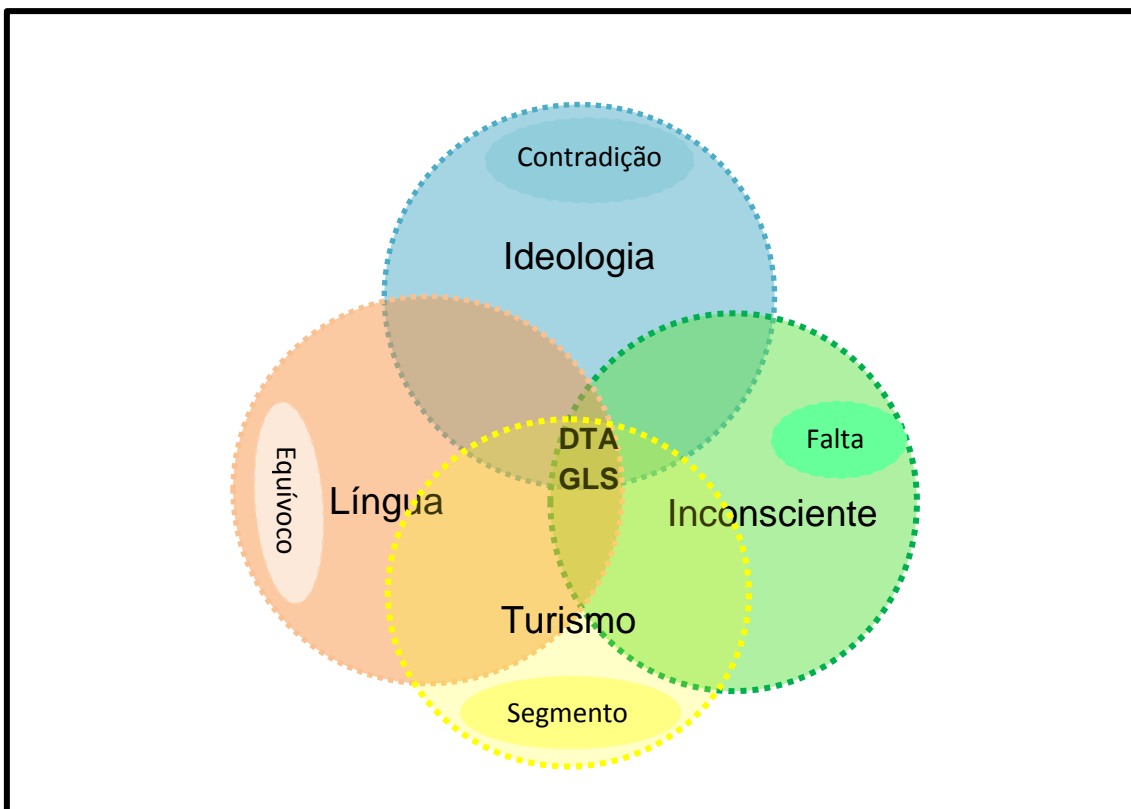 Contradição
Ideologia
DTA
GLS
Falta
Equívoco
Língua
Inconsciente
Turismo
Segmento